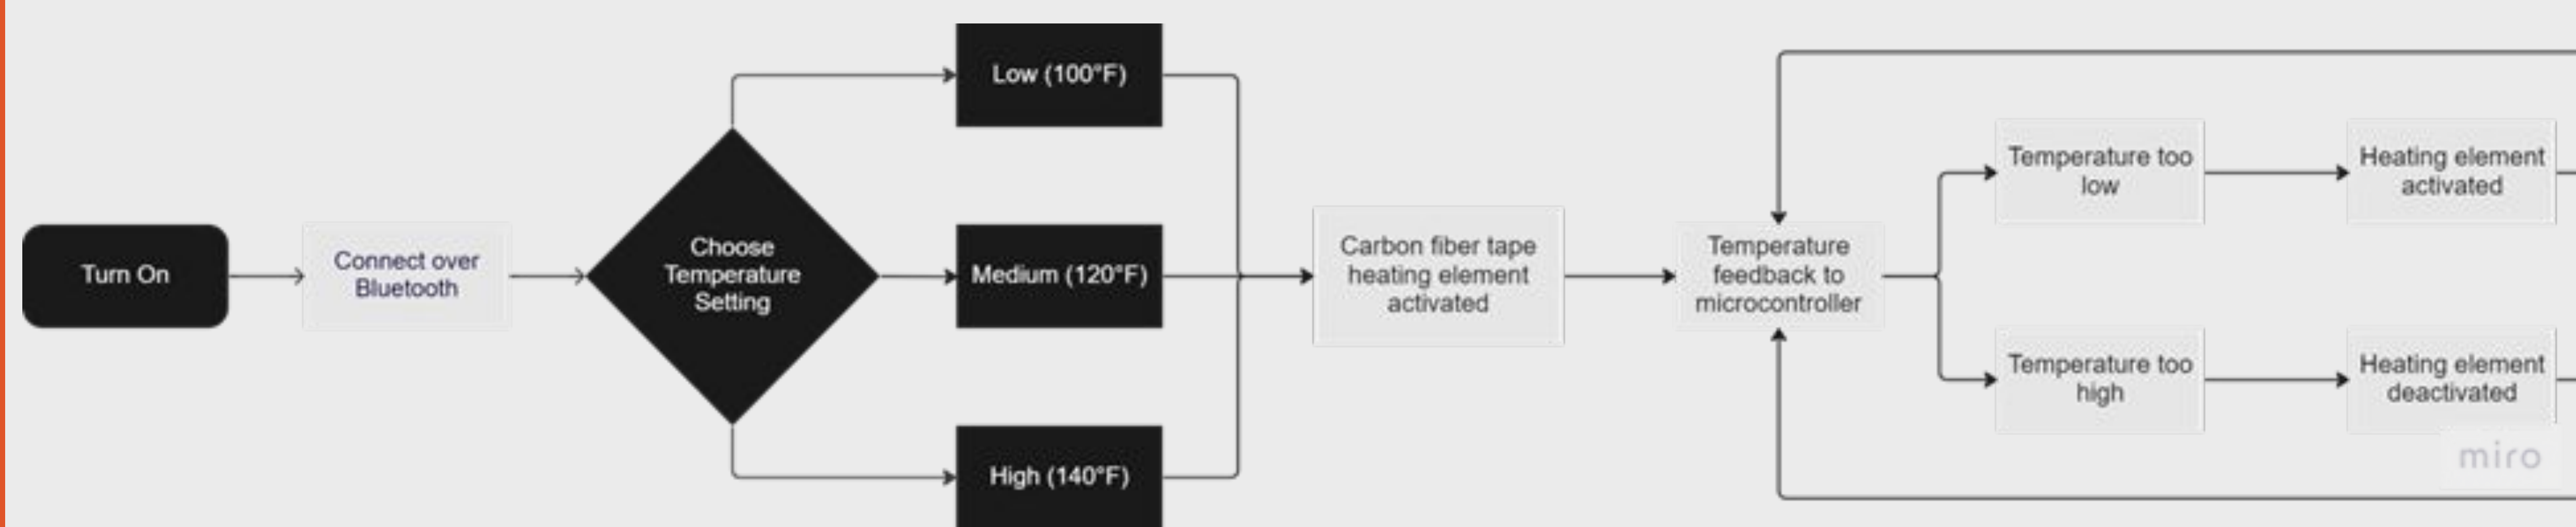 Turn On
Connect over
Bluetooth
Choose
Temperature
Setting
Low (100°F)
Medium (120°F)
High (140°F)
Carbon fiber tape
heating element
activated
Temperature
feedback to
microcontroller
Temperature too
low
Heating element
activated
Temperature too
high
Heating element
deactivated
miro